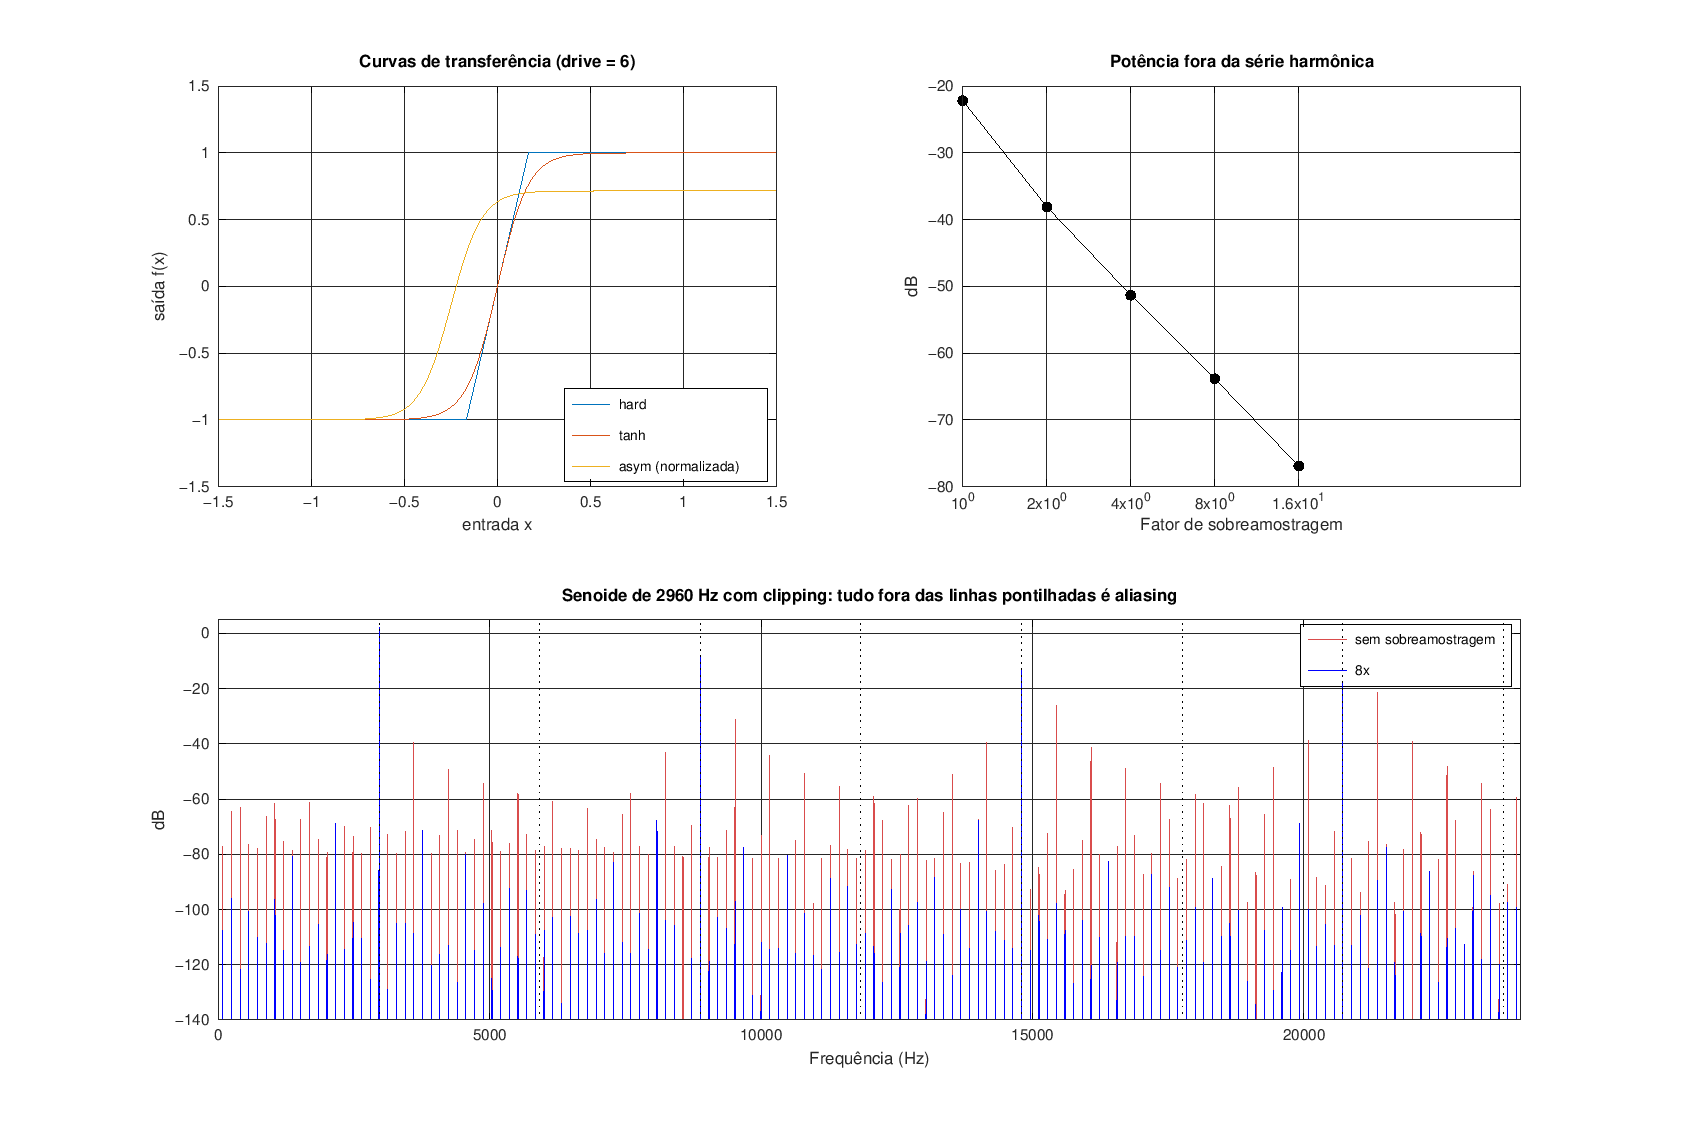 Curvas de transferência (drive = 6)
1.5
1
0.5
0
−0.5
−1
−1.5
saída f(x)
−1.5 −1 −0.5 0 0.5 1 1.5
entrada x
hard
tanh
asym (normalizada)
Potência fora da série harmônica
−20
−30
−40
−50
−60
−70
−80
dB
10^0 2x10^0 4x10^0 8x10^0 1.6x10^1
Fator de sobreamostragem
Senoide de 2960 Hz com clipping: tudo fora das linhas pontilhadas é aliasing
0
−20
−40
−60
−80
−100
−120
−140
dB
sem sobreamostragem
8x
0 5000 10000 15000 20000
Frequência (Hz)